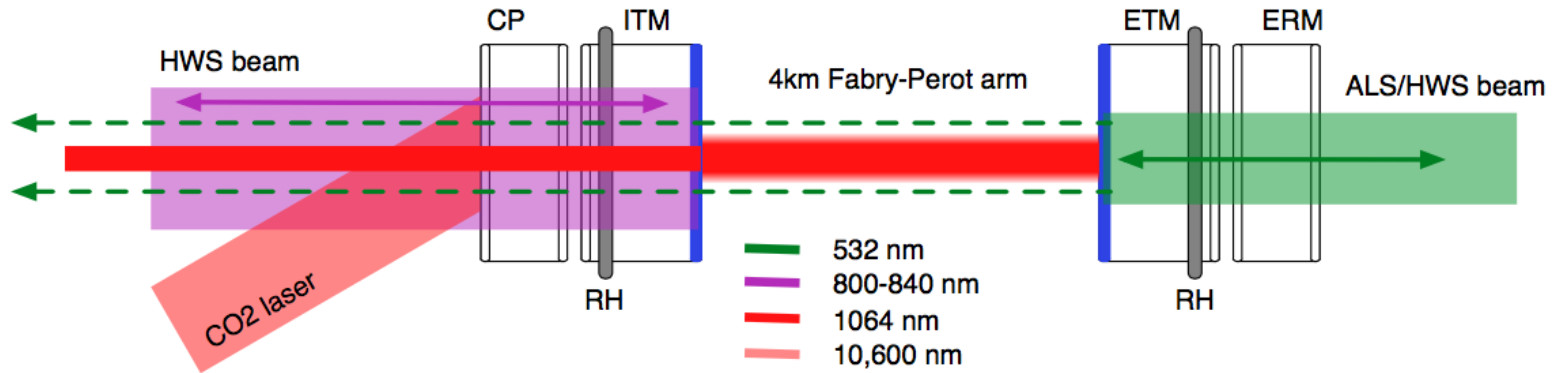 CP
ITM
ETM
ERM
HWS beam
4km Fabry-Perot arm
ALS/HWS beam
CO2 laser
RH
RH
532 nm
800-840 nm
1064 nm
10,600 nm